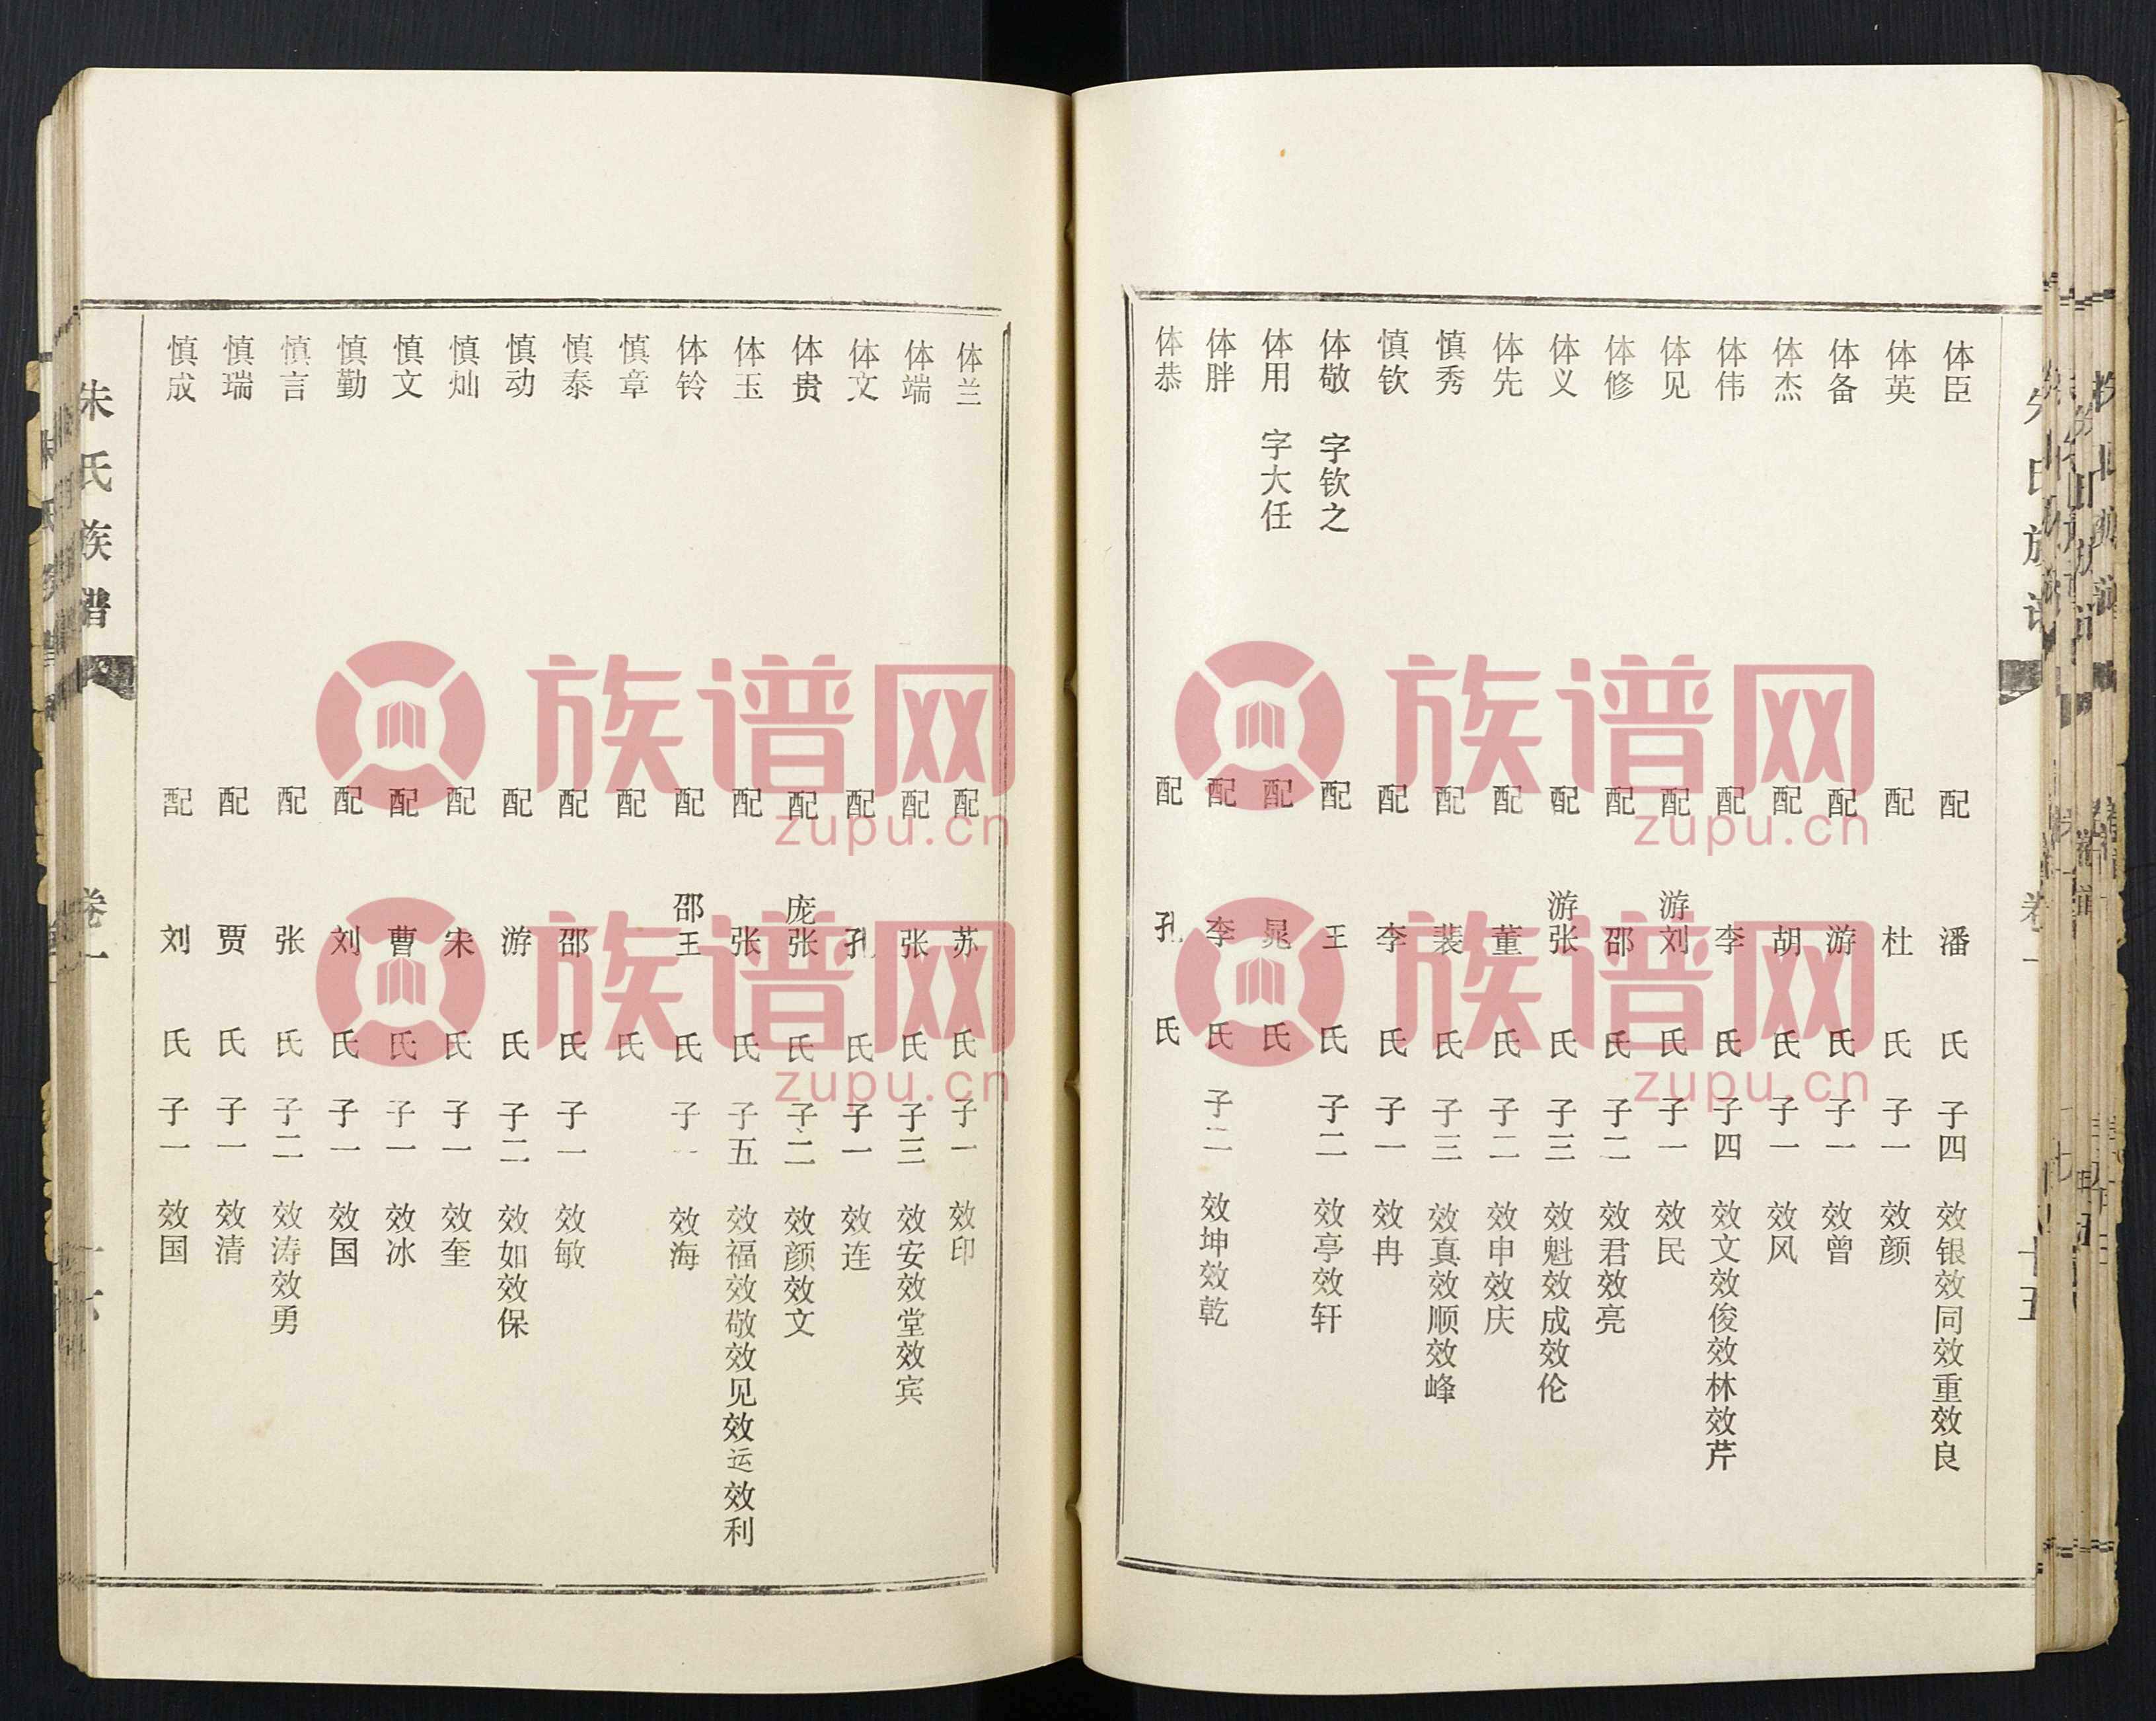 体臣 配 潘 氏 子四 效银效同效重效良
体英 配 杜 氏 子一 效颜
体备 配 游 氏 子一 效曾
体杰 配 胡 氏 子一 效风
体伟 配 李 氏 子四 效文效俊效林效芹
体见 配 游刘 氏 子一 效民
体修 配 邵 氏 子二 效君效亮
体义 配 游张 氏 子三 效魁效成效伦
体先 配 董 氏 子二 效申效庆
慎秀 配 裴 氏 子三 效真效顺效峰
慎钦 配 李 氏 子一 效冉
体敬 字钦之 配 王 氏 子二 效亭效轩
体用 字大任 配 晁 氏
体胖 配 李 氏 子二 效坤效乾
体恭 配 孔 氏
体兰 配 苏 氏 子一 效印
体端 配 张 氏 子三 效安效堂效宾
体文 配 孔 氏 子一 效连
体贵 配 庞张 氏 子二 效颜效文
体玉 配 张 氏 子五 效福效敬效见效运效利
体铃 配 邵王 氏 子一 效海
慎章 配 氏
慎泰 配 邵 氏 子一 效敏
慎动 配 游 氏 子二 效如效保
慎灿 配 宋 氏 子一 效奎
慎文 配 曹 氏 子一 效冰
慎勤 配 刘 氏 子一 效国
慎言 配 张 氏 子二 效涛效勇
慎瑞 配 贾 氏 子一 效清
慎成 配 刘 氏 子一 效国
朱氏族谱 卷一
族谱网
zupu.cn
族谱网
zupu.cn
族谱网
zupu.cn
族谱网
zupu.cn